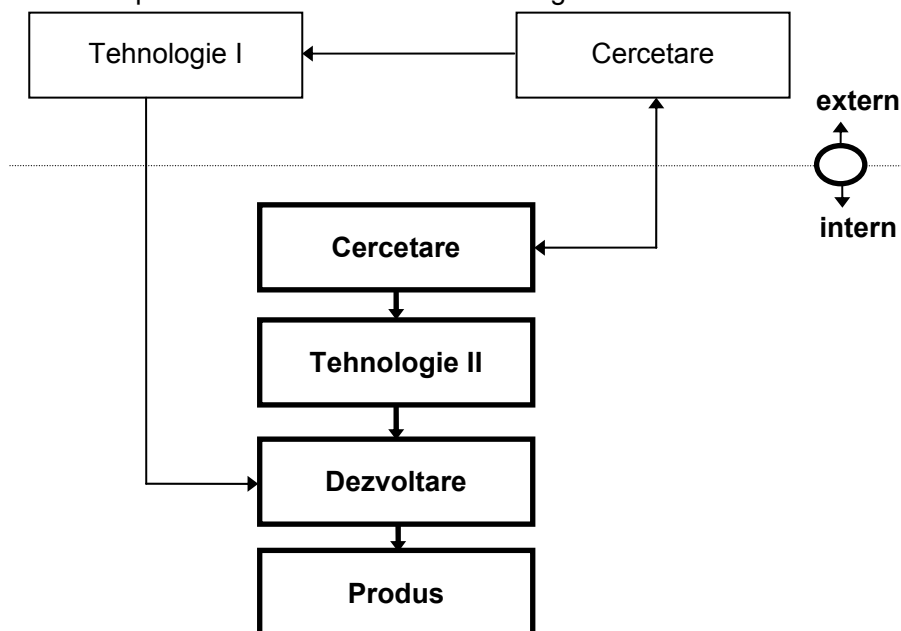 Tehnologie I
Cercetare
extern
intern
Cercetare
Tehnologie II
Dezvoltare
Produs